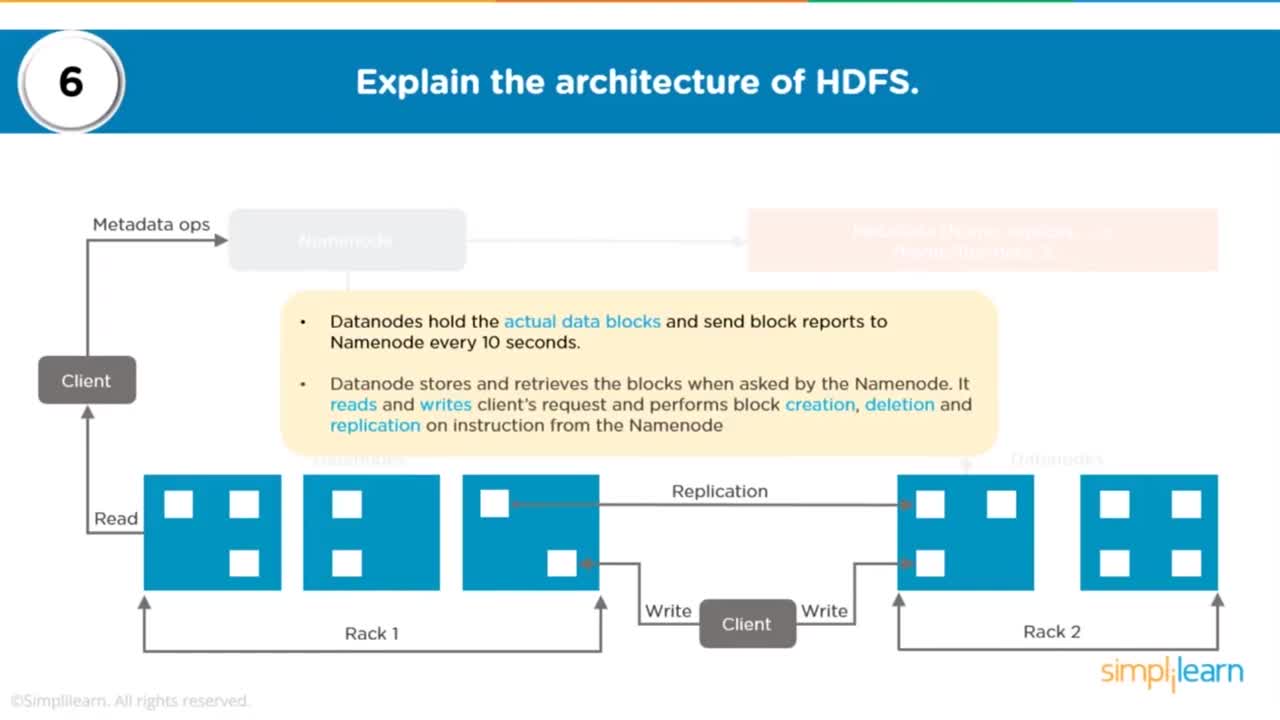 6
Explain the architecture of HDFS.
Metadata ops
Namenode
• Datanodes hold the actual data blocks and send block reports to
Namenode every 10 seconds.
• Datanode stores and retrieves the blocks when asked by the Namenode. It
reads and writes client's request and performs block creation, deletion and
replication on instruction from the Namenode
Client
Datanodes
Datanodes
Read
Replication
Write
Client
Write
Rack 1
Rack 2
simplilearn
©Simplilearn. All rights reserved.